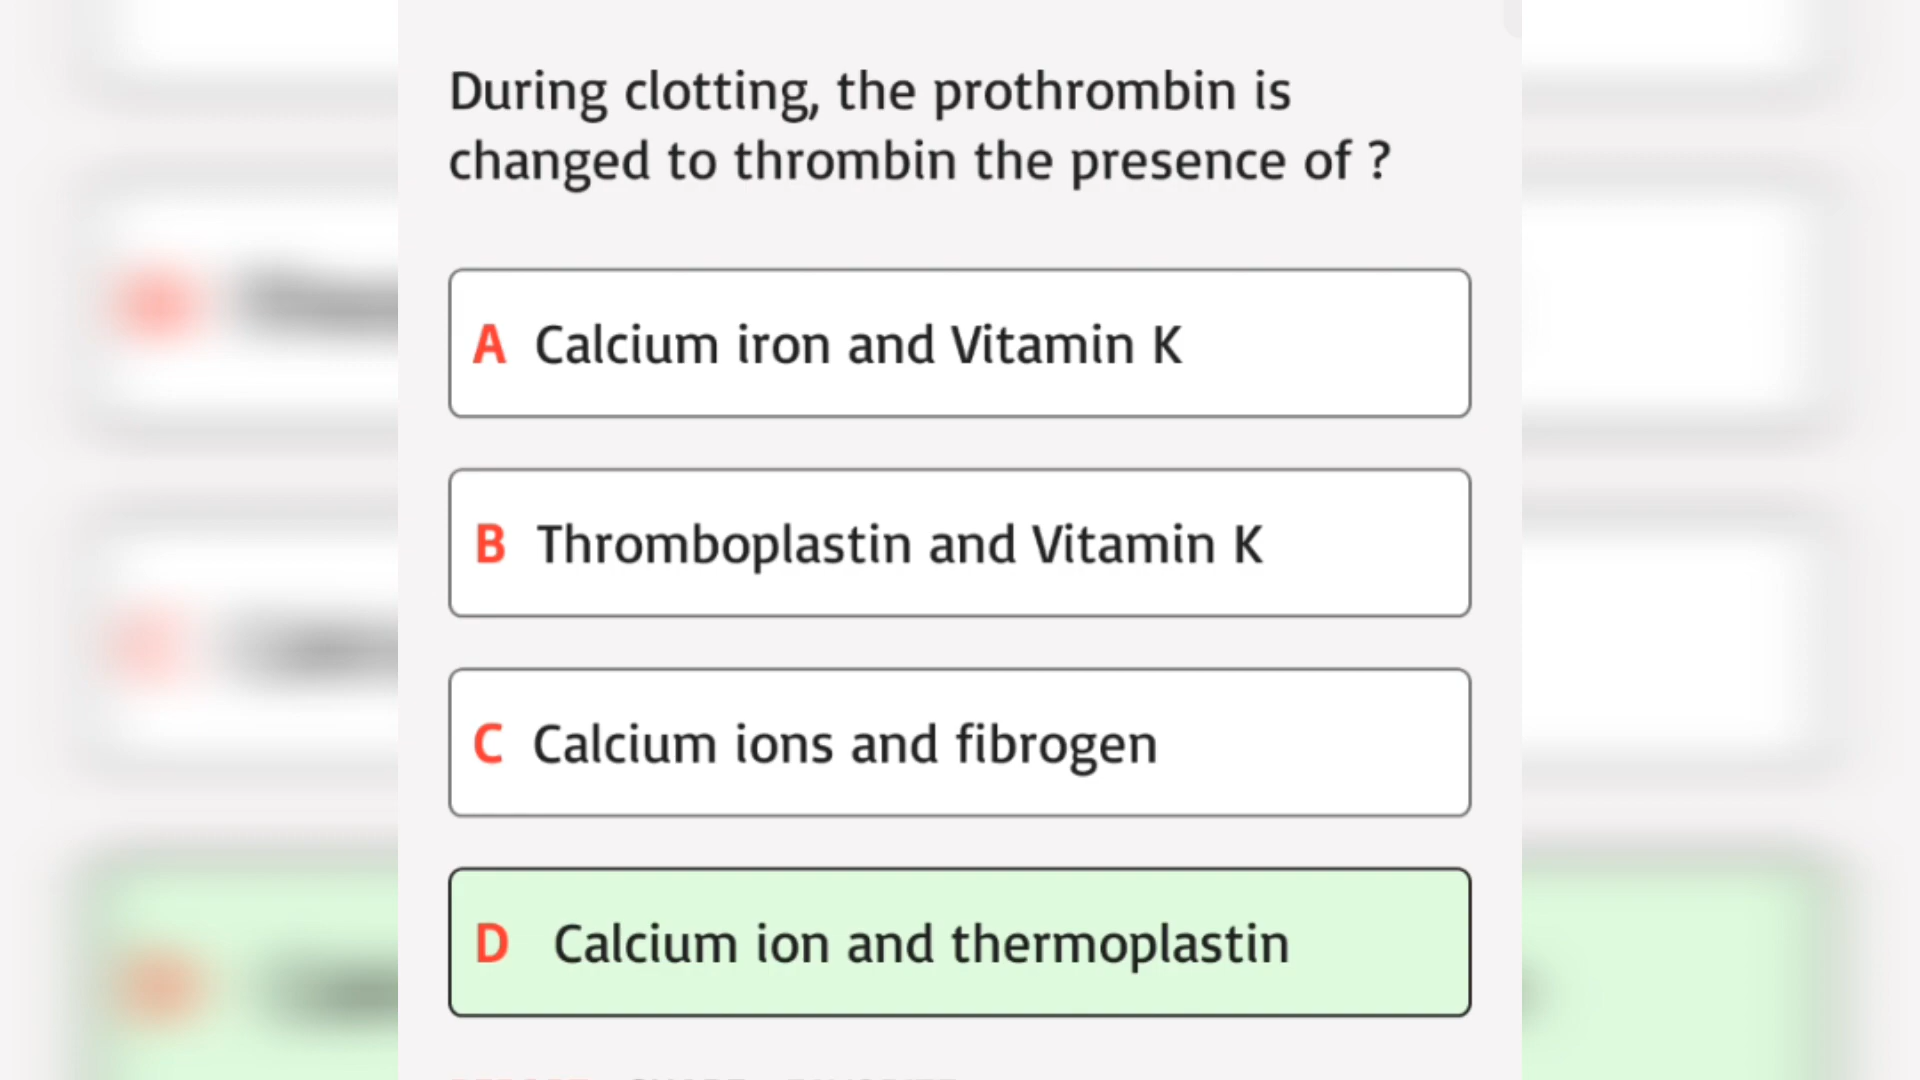 During clotting, the prothrombin is
changed to thrombin the presence of ?
A Calcium iron and Vitamin K
B Thromboplastin and Vitamin K
C Calcium ions and fibrogen
D Calcium ion and thermoplastin